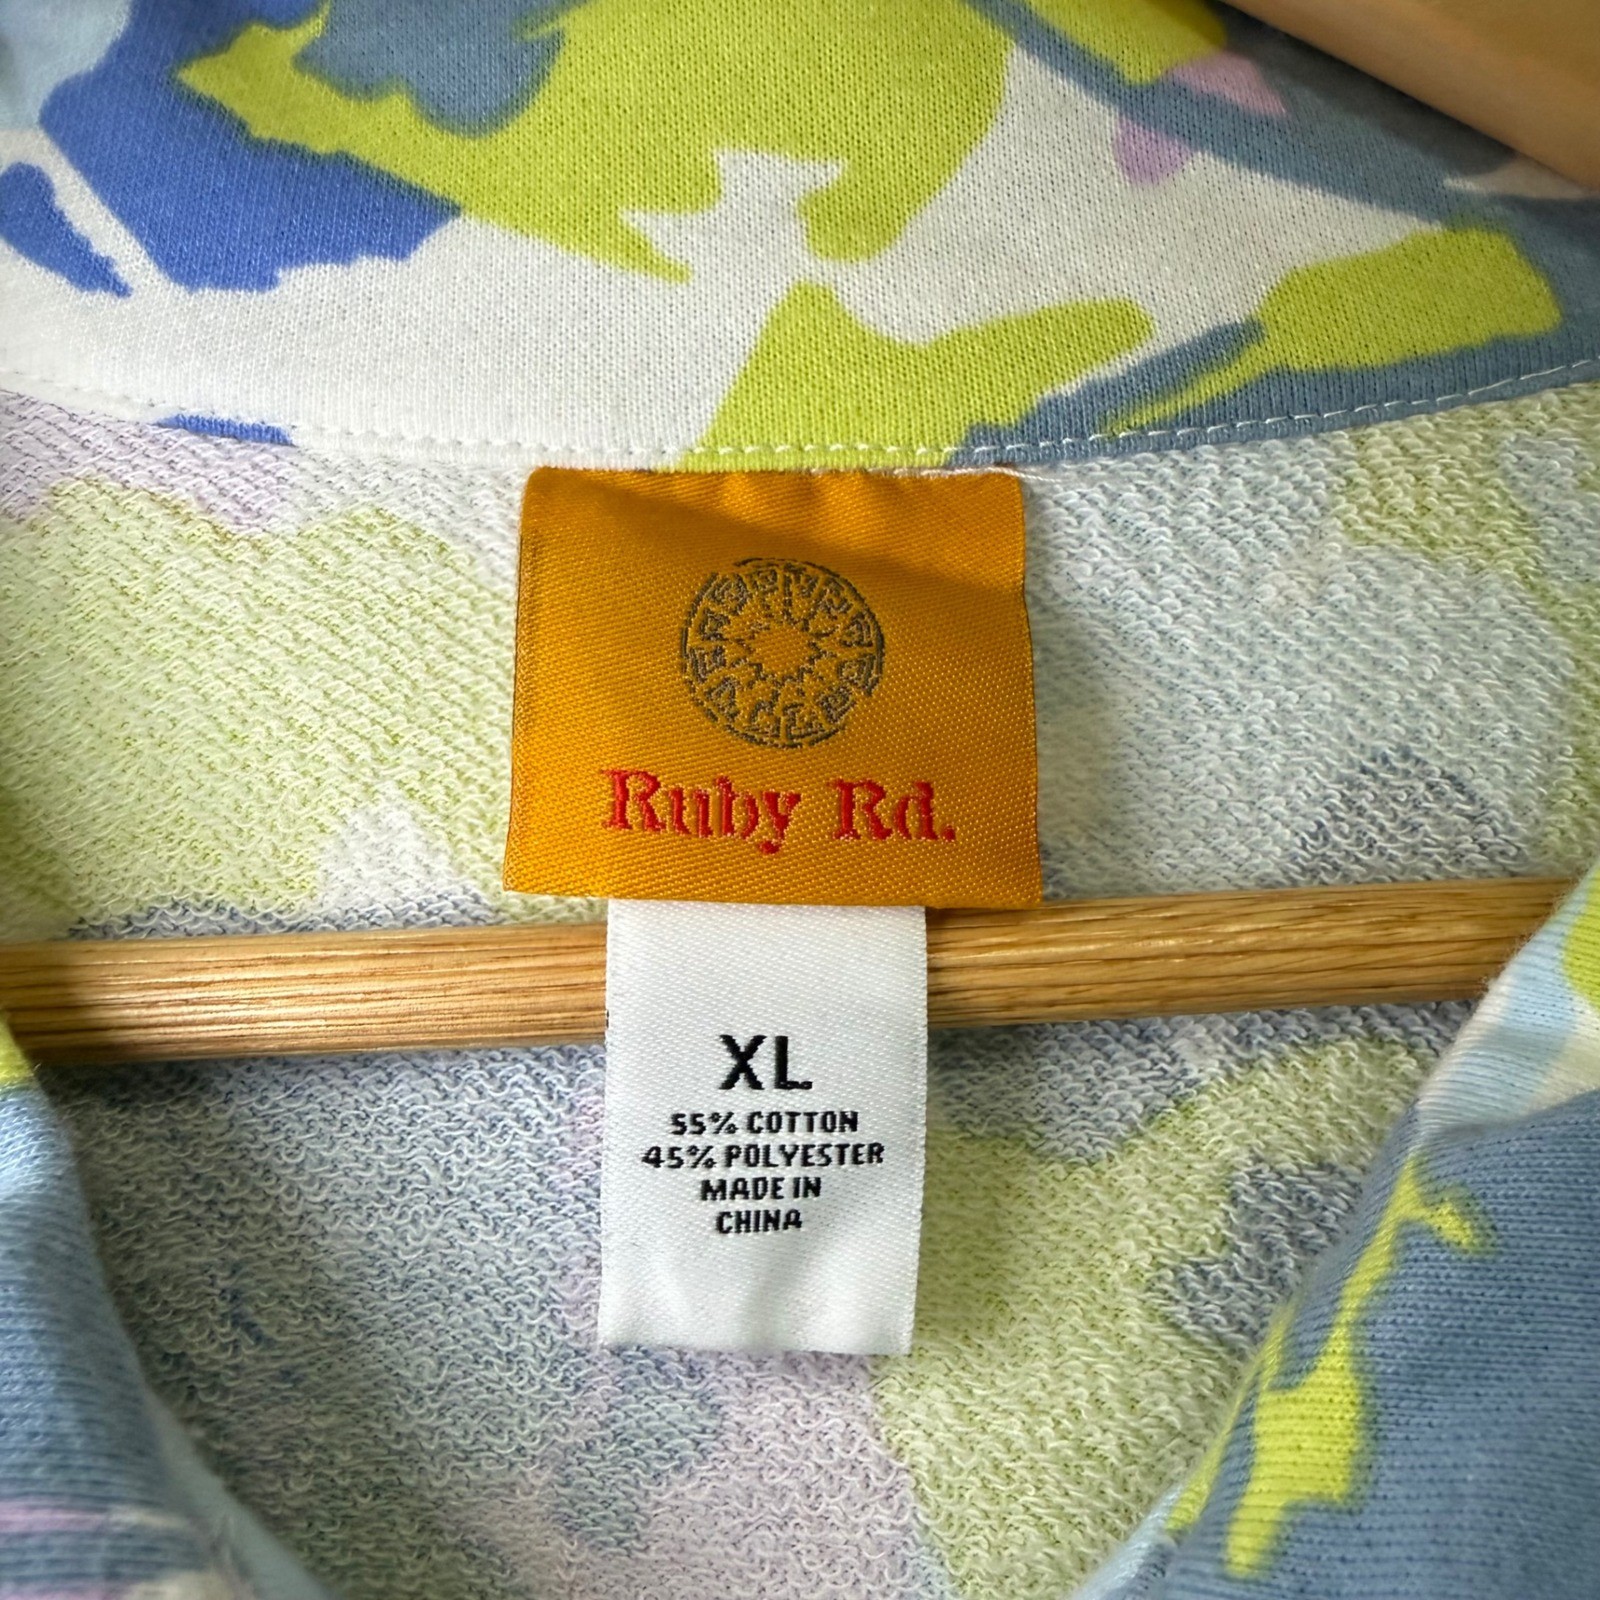 Ruby Rd.
XL
55% COTTON
45% POLYESTER
MADE IN
CHINA